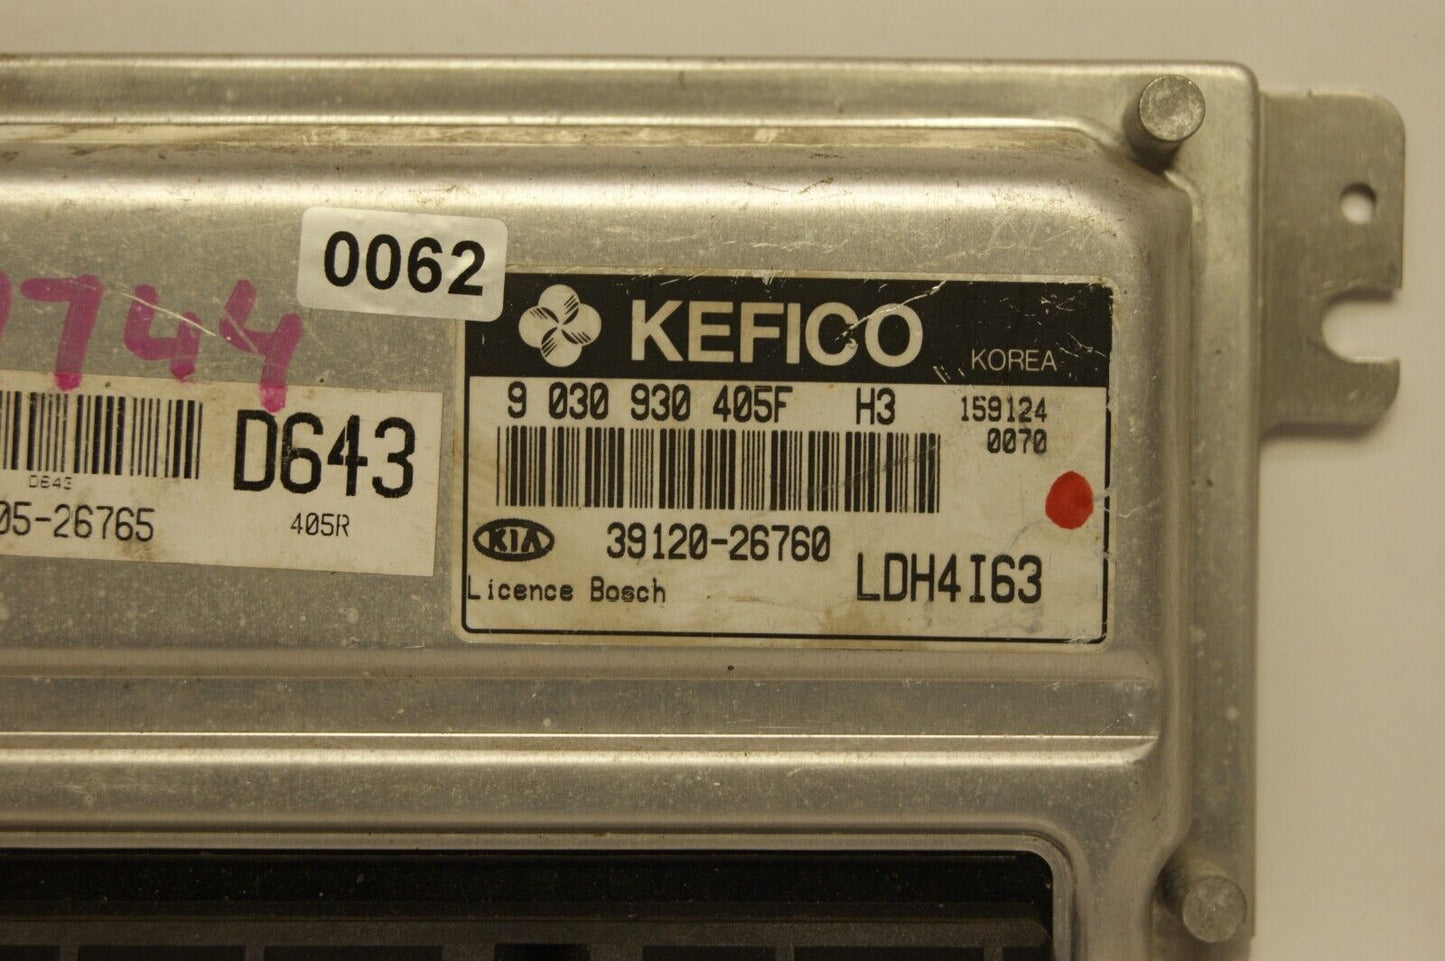 0062
744
D643
D643
05-26765
405R
KEFICO
KOREA
9 030 930 405F H3
159124
0070
KIA
39120-26760
Licence Bosch
LDH4I63